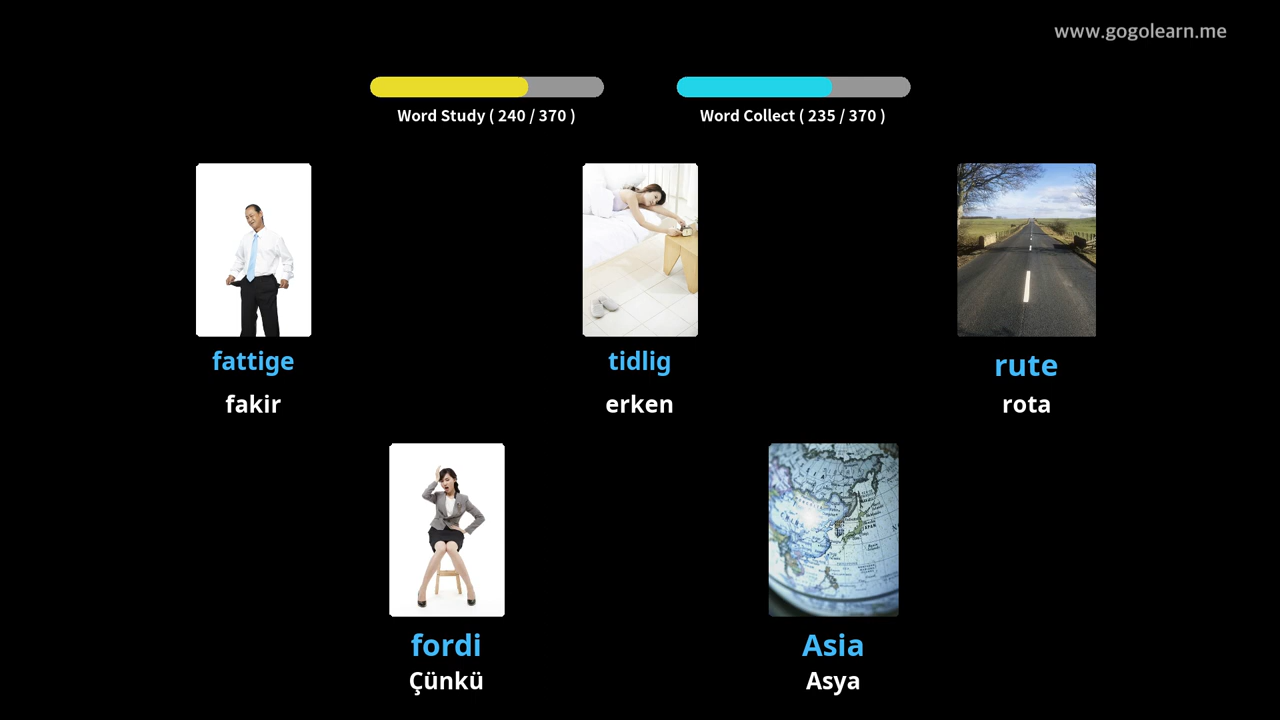 www.gogolearn.me
Word Study ( 240 / 370 )
Word Collect ( 235 / 370 )
fattige
tidlig
rute
fakir
erken
rota
fordi
Asia
Çünkü
Asya